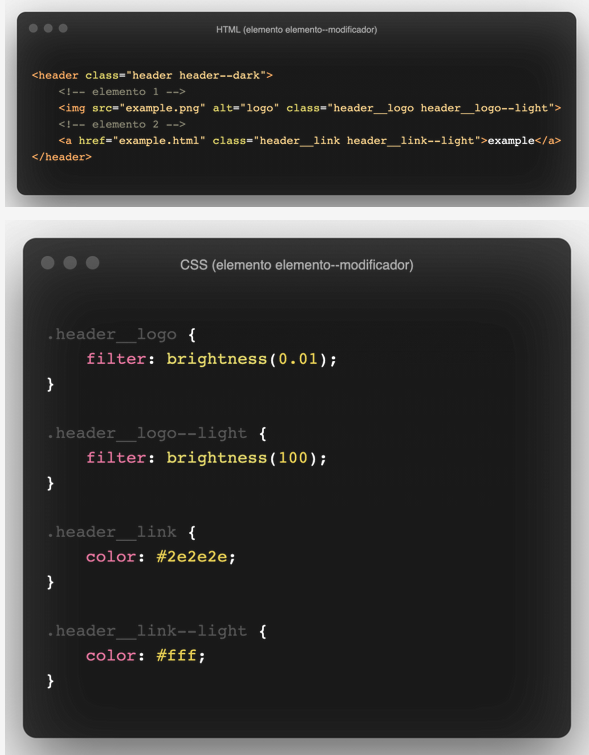 HTML (elemento elemento--modificador)
<header class="header header--dark">
    <!-- elemento 1 -->
    <img src="example.png" alt="logo" class="header__logo header__logo--light">
    <!-- elemento 2 -->
    <a href="example.html" class="header__link header__link--light">example</a>
</header>
CSS (elemento elemento--modificador)
.header__logo {
    filter: brightness(0.01);
}
.header__logo--light {
    filter: brightness(100);
}
.header__link {
    color: #2e2e2e;
}
.header__link--light {
    color: #fff;
}